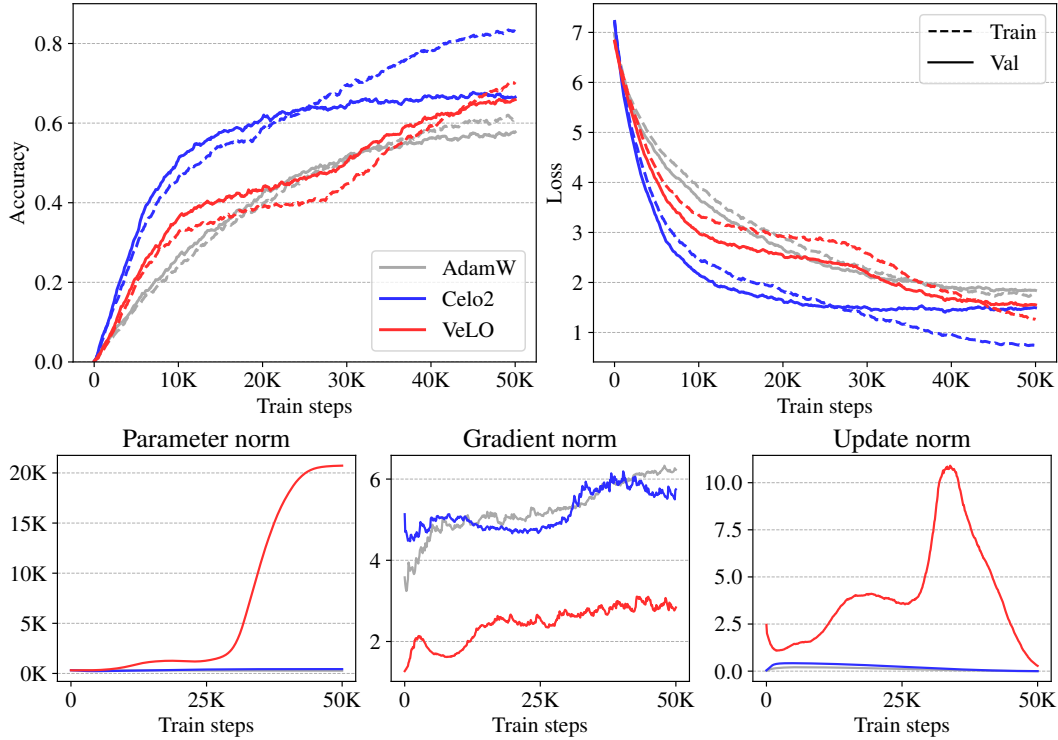 Accuracy
0.8
0.6
0.4
0.2
0.0
0
10K
20K
30K
40K
50K
Train steps
AdamW
Celo2
VeLO
Loss
7
6
5
4
3
2
1
0
10K
20K
30K
40K
50K
Train steps
Train
Val
Parameter norm
20K
15K
10K
5K
0K
0
25K
50K
Train steps
Gradient norm
6
4
2
0
25K
50K
Train steps
Update norm
10.0
7.5
5.0
2.5
0.0
0
25K
50K
Train steps